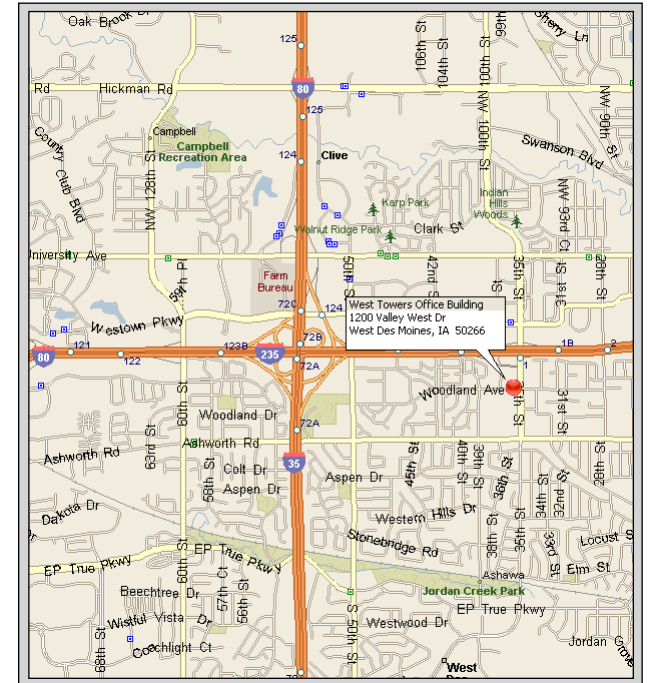 Oak Brook Dr
125
106th St
104th St
100th St
99th
Sherry Ln
Rd
Hickman Rd
80
125
NW 100th St
NW 90th St
Country Club Blvd
Campbell
Campbell
Recreation Area
NW 128th St
124
Clive
Swanson Blvd
Karp Park
Indian
Hills
Woods
Walnut Ridge Park
Clark St
NW 93rd Ct
University Ave
59th Pl
Farm
Bureau
50th St
42nd St
35th St
31st St
28th St
72C
124
West Towers Office Building
1200 Valley West Dr
West Des Moines, IA 50266
Westown Pkwy
72B
80
121
122
123B
235
72A
1B
2
1
Woodland Ave
35th St
31st St
60th St
Woodland Dr
72A
Ashworth Rd
Ashworth Rd
63rd St
35
58th St
Colt Dr
Aspen Dr
Aspen Dr
45th St
40th St
39th St
36th St
28th St
34th St
32nd St
Dakota Dr
Western Hills Dr
Stonebridge Rd
38th St
35th St
33rd St
Locust S
EP True Pkwy
EP True Pkwy
60th St
Ashawa
Elm St
Jordan Creek Park
Beechtree Dr
57th Ct
56th St
EP True Pkwy
Wistful Vista Dr
S 50th St
Westwood Dr
68th St
Coachlight Ct
Jordan Grove
West